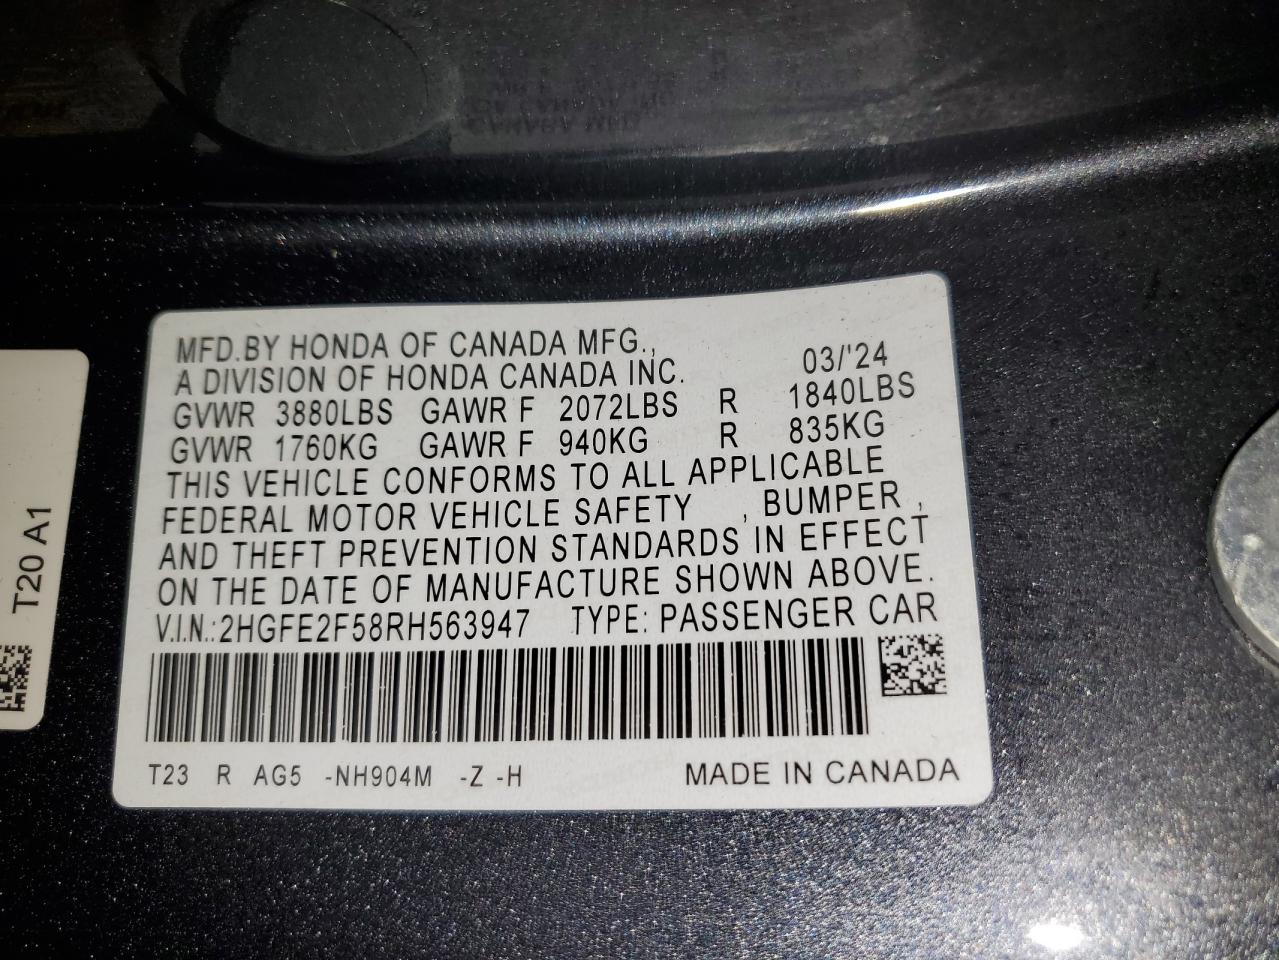 MFD.BY HONDA OF CANADA MFG.,
A DIVISION OF HONDA CANADA INC. 03/'24
GVWR 3880LBS GAWR F 2072LBS R 1840LBS
GVWR 1760KG GAWR F 940KG R 835KG
THIS VEHICLE CONFORMS TO ALL APPLICABLE
FEDERAL MOTOR VEHICLE SAFETY , BUMPER ,
AND THEFT PREVENTION STANDARDS IN EFFECT
ON THE DATE OF MANUFACTURE SHOWN ABOVE.
V.I.N.:2HGFE2F58RH563947 TYPE: PASSENGER CAR
T23 R AG5 -NH904M -Z -H MADE IN CANADA
T20 A1